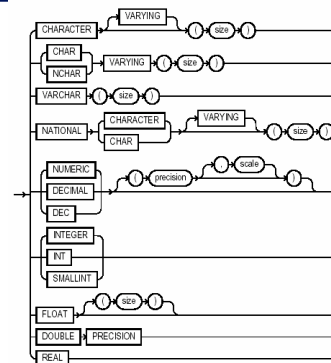 VARYING
CHARACTER ( size )
CHAR
NCHAR
VARYING ( size )
VARCHAR ( size )
NATIONAL
CHARACTER
CHAR
VARYING
( size )
NUMERIC
DECIMAL
DEC
( precision , scale )
INTEGER
INT
SMALLINT
FLOAT ( size )
DOUBLE PRECISION
REAL